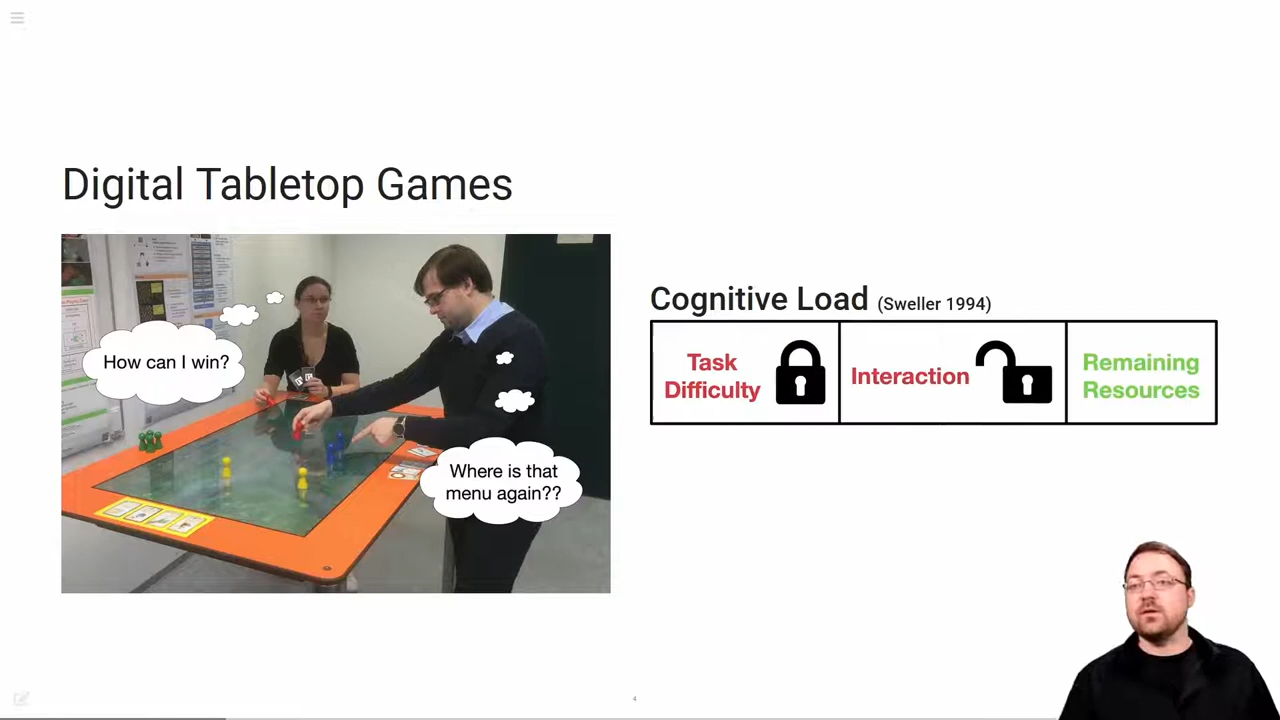 Digital Tabletop Games
How can I win?
Where is that
menu again??
Cognitive Load (Sweller 1994)
Task
Difficulty
Interaction
Remaining
Resources
4